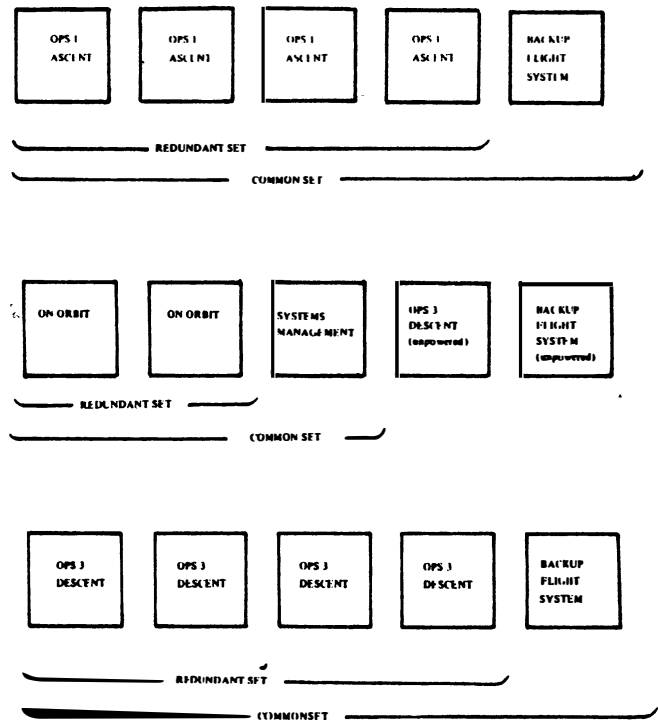 OPS 1
ASCENT
OPS 1
ASCENT
OPS 1
ASCENT
OPS 1
ASCENT
BACKUP
FLIGHT
SYSTEM
REDUNDANT SET
COMMON SET
ON ORBIT
ON ORBIT
SYSTEMS
MANAGEMENT
OPS 3
DESCENT
(unpowered)
BACKUP
FLIGHT
SYSTEM
(unpowered)
REDUNDANT SET
COMMON SET
OPS 3
DESCENT
OPS 3
DESCENT
OPS 3
DESCENT
OPS 3
DESCENT
BACKUP
FLIGHT
SYSTEM
REDUNDANT SET
COMMONSET